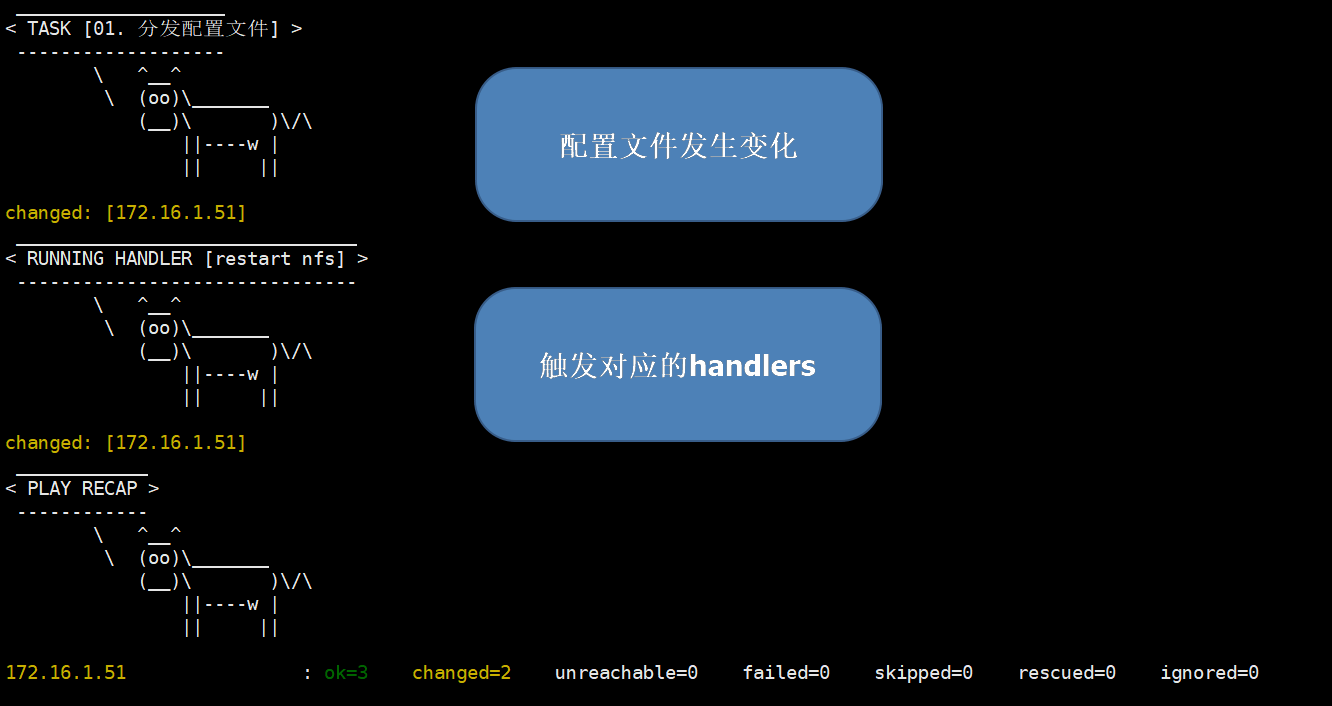 ___________________
< TASK [01. 分发配置文件] >
 -------------------
        \   ^__^
         \  (oo)\_______
            (__)\       )\/\
                ||----w |
                ||     ||
配置文件发生变化
changed: [172.16.1.51]
 _______________________________
< RUNNING HANDLER [restart nfs] >
 -------------------------------
        \   ^__^
         \  (oo)\_______
            (__)\       )\/\
                ||----w |
                ||     ||
触发对应的handlers
changed: [172.16.1.51]
 ____________
< PLAY RECAP >
 ------------
        \   ^__^
         \  (oo)\_______
            (__)\       )\/\
                ||----w |
                ||     ||
172.16.1.51                : ok=3    changed=2    unreachable=0    failed=0    skipped=0    rescued=0    ignored=0